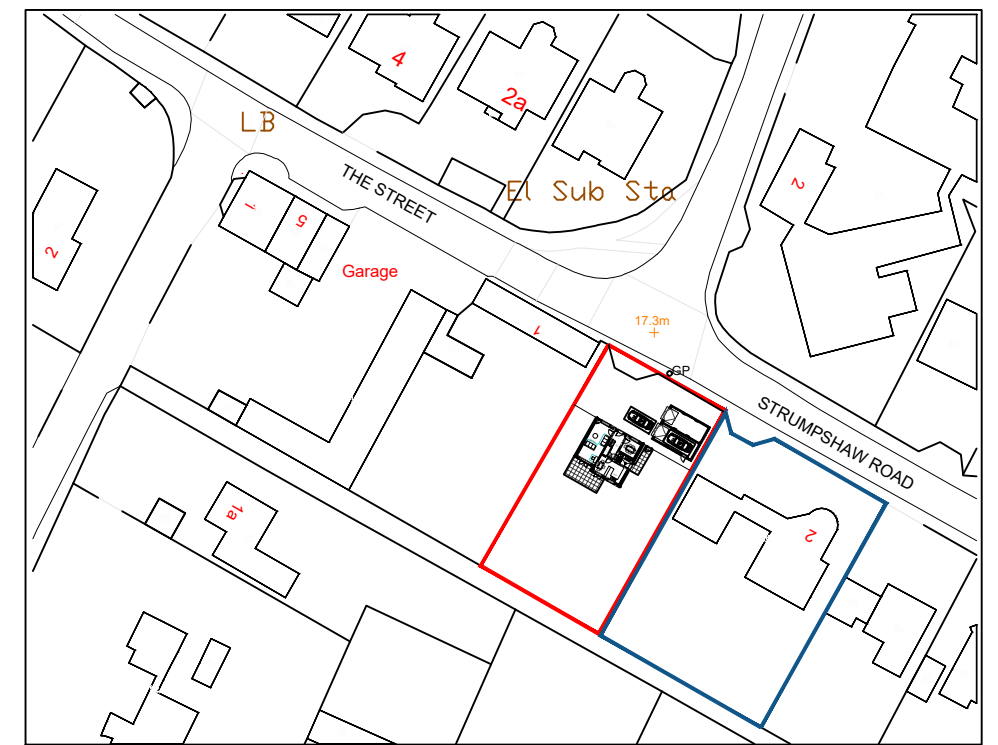 4
2a
LB
THE STREET
El Sub Sta
2
1
5
2
Garage
17.3m
1
GP
STRUMPSHAW ROAD
1a
2